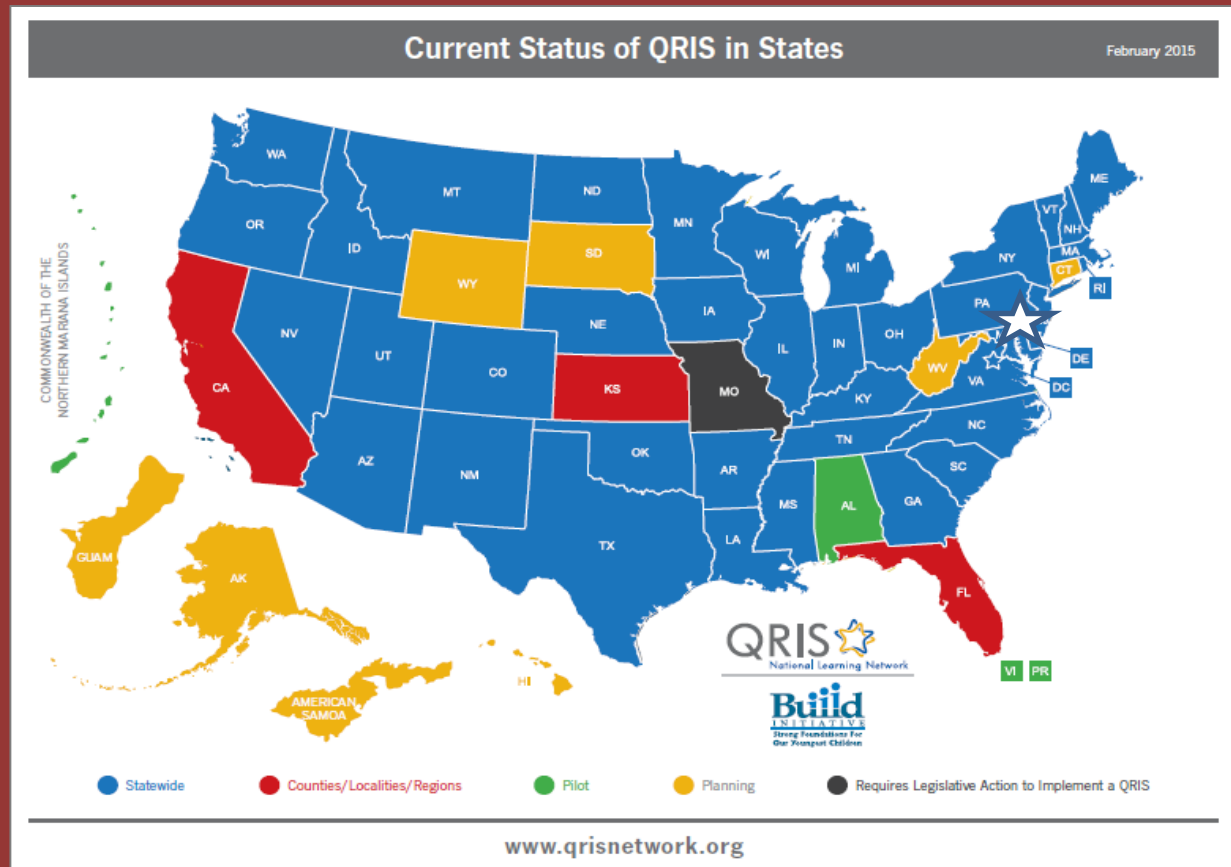 Current Status of QRIS in States
February 2015
WA
MT
ND
MN
ME
VT
NH
OR
ID
WI
MI
NY
MA
SD
CT
RI
WY
PA
IA
NE
OH
NV
IL
IN
DE
UT
CO
WV
VA
DC
CA
KS
MO
KY
NC
TN
AZ
NM
OK
AR
SC
MS
AL
GA
TX
LA
FL
COMMONWEALTH OF THE
NORTHERN MARIANA ISLANDS
GUAM
AK
HI
AMERICAN
SAMOA
VI
PR
QRIS
National Learning Network
Build
INITIATIVE
Strong Foundations For
Our Youngest Children
Statewide
Counties/Localities/Regions
Pilot
Planning
Requires Legislative Action to Implement a QRIS
www.qrisnetwork.org